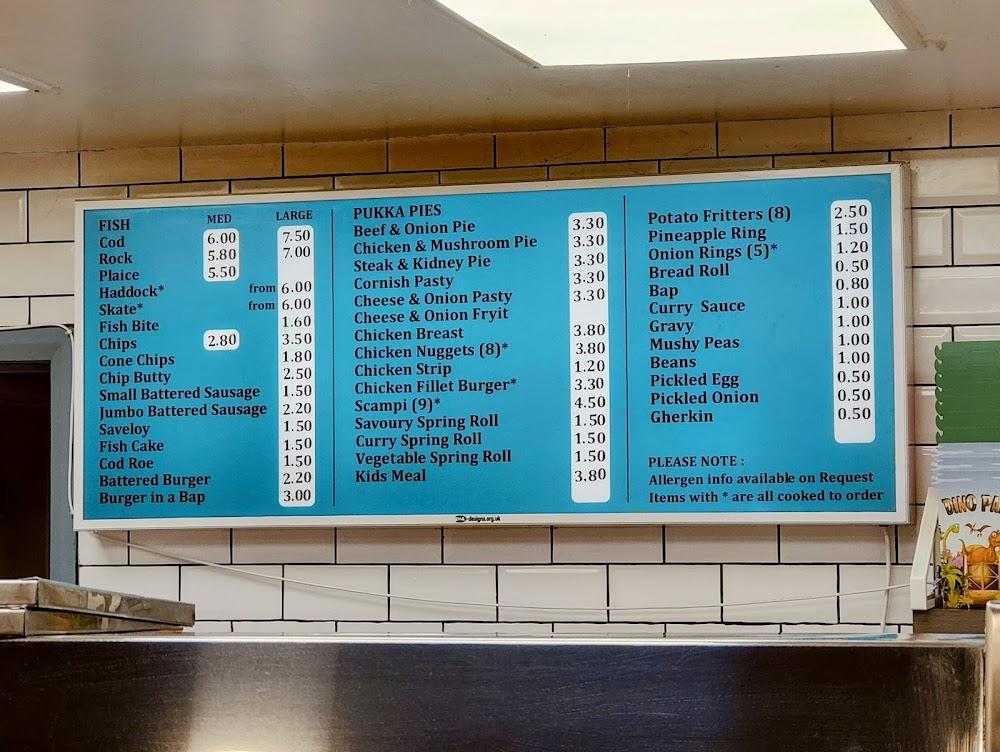 FISH MED LARGE
Cod 6.00 7.50
Rock 5.80 7.00
Plaice 5.50
Haddock* from 6.00
Skate* from 6.00
Fish Bite 1.60
Chips 2.80 3.50
Cone Chips 1.80
Chip Butty 2.50
Small Battered Sausage 1.50
Jumbo Battered Sausage 2.20
Saveloy 1.50
Fish Cake 1.50
Cod Roe 1.50
Battered Burger 2.20
Burger in a Bap 3.00
PUKKA PIES
Beef & Onion Pie 3.30
Chicken & Mushroom Pie 3.30
Steak & Kidney Pie 3.30
Cornish Pasty 3.30
Cheese & Onion Pasty 3.30
Cheese & Onion Fryit
Chicken Breast 3.80
Chicken Nuggets (8)* 3.80
Chicken Strip 1.20
Chicken Fillet Burger* 3.30
Scampi (9)* 4.50
Savoury Spring Roll 1.50
Curry Spring Roll 1.50
Vegetable Spring Roll 1.50
Kids Meal 3.80
Potato Fritters (8) 2.50
Pineapple Ring 1.50
Onion Rings (5)* 1.20
Bread Roll 0.50
Bap 0.80
Curry Sauce 1.00
Gravy 1.00
Mushy Peas 1.00
Beans 1.00
Pickled Egg 0.50
Pickled Onion 0.50
Gherkin 0.50
PLEASE NOTE :
Allergen info available on Request
Items with * are all cooked to order
-designs.org.uk
DINO